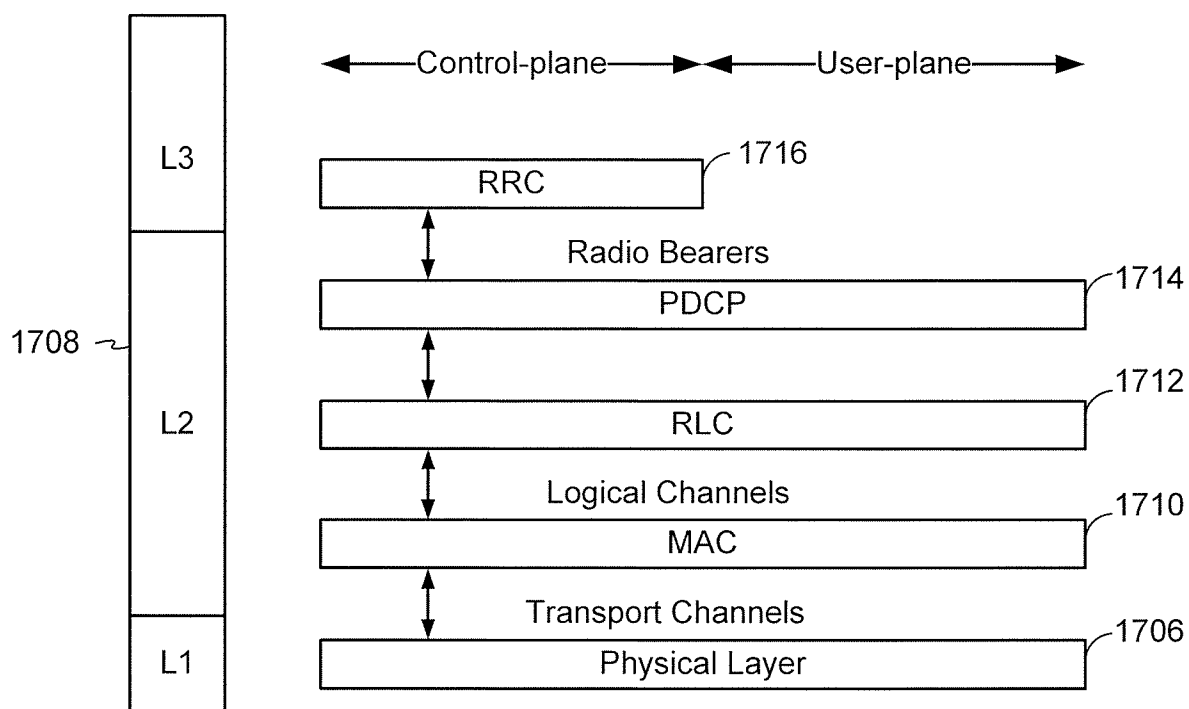 Control-plane
User-plane
L3
RRC
1716
Radio Bearers
PDCP
1714
1708
L2
RLC
1712
Logical Channels
MAC
1710
Transport Channels
L1
Physical Layer
1706